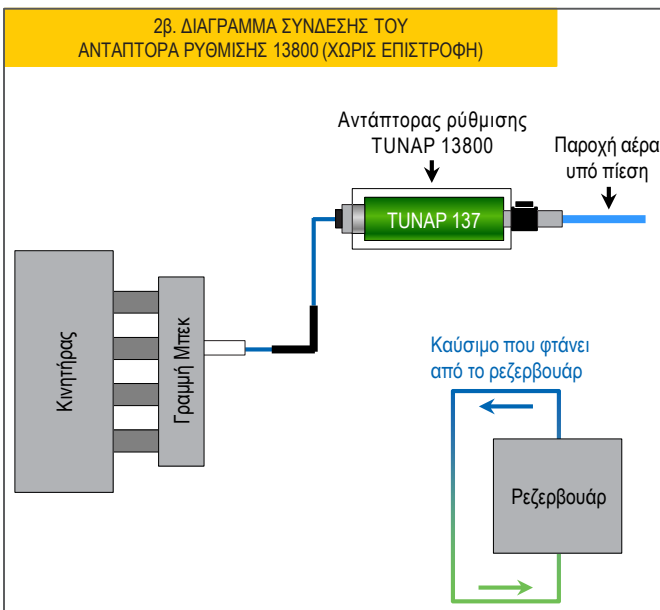 2β. ΔΙΑΓΡΑΜΜΑ ΣΥΝΔΕΣΗΣ ΤΟΥ
ΑΝΤΑΠΤΟΡΑ ΡΥΘΜΙΣΗΣ 13800 (ΧΩΡΙΣ ΕΠΙΣΤΡΟΦΗ)
Αντάπτορας ρύθμισης
TUNAP 13800
Παροχή αέρα
υπό πίεση
TUNAP 137
Κινητήρας
Γραμμή Μπεκ
Καύσιμο που φτάνει
από το ρεζερβουάρ
Ρεζερβουάρ